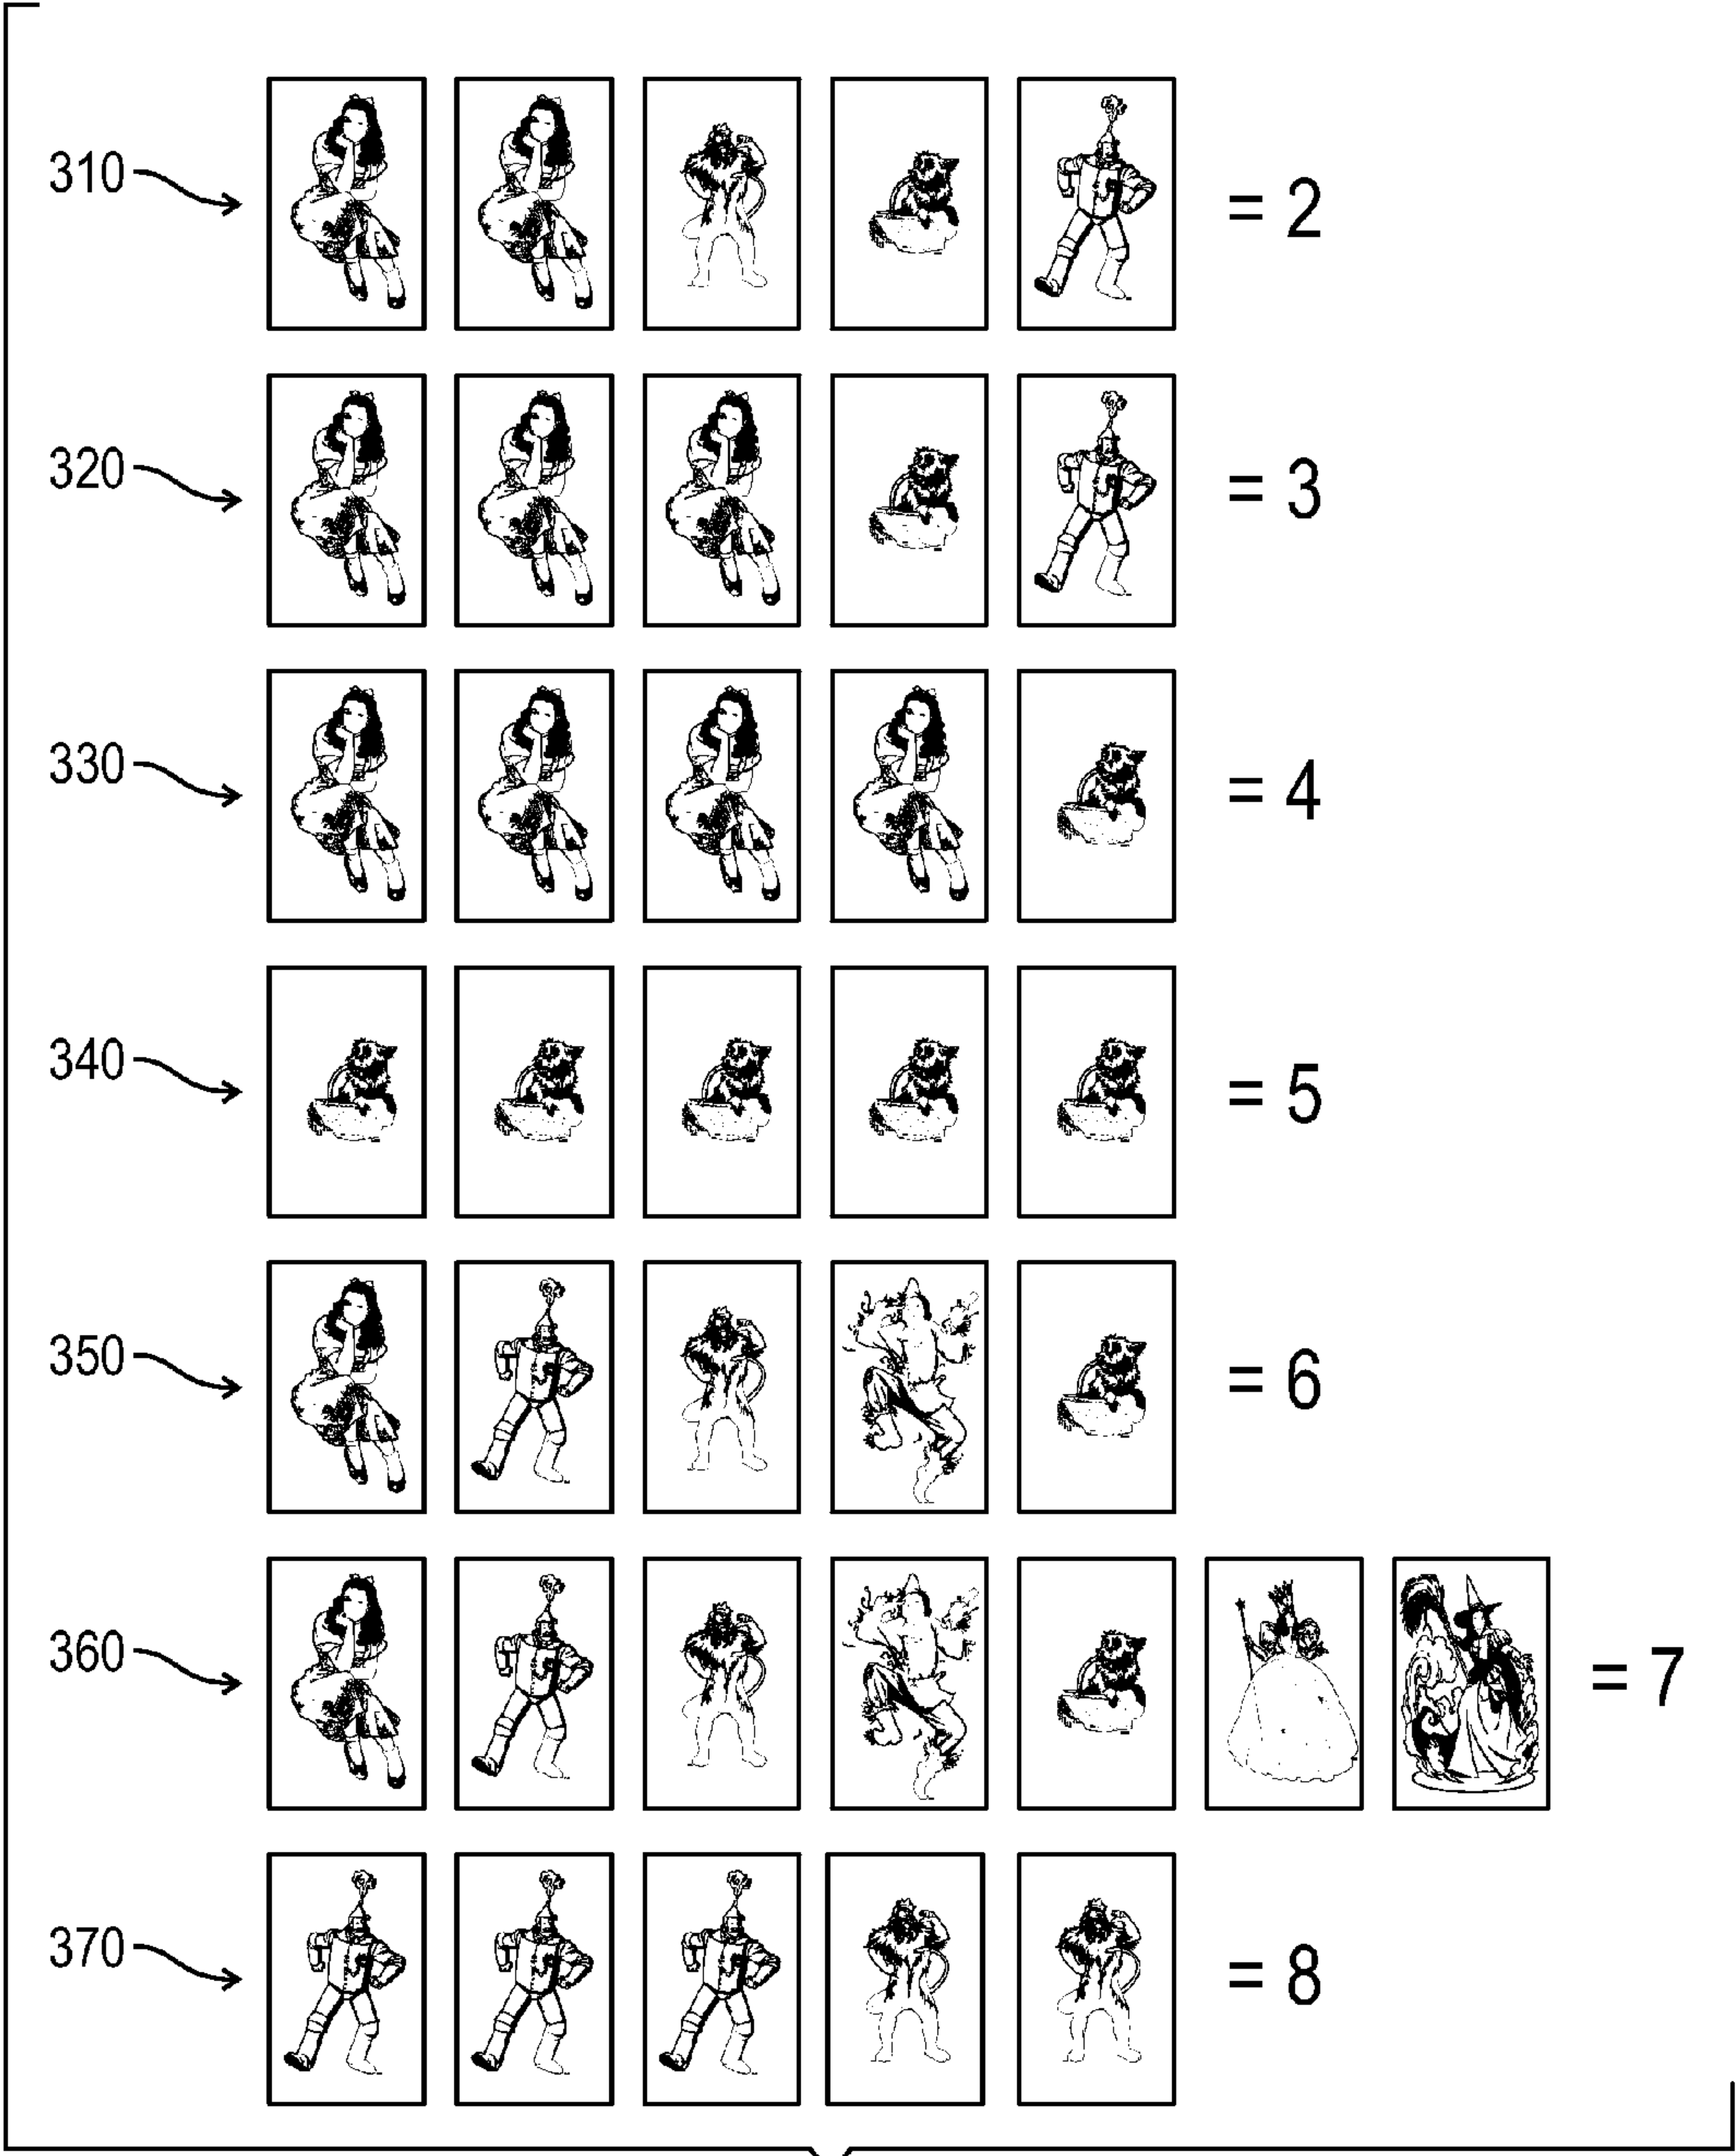 310 = 2
320 = 3
330 = 4
340 = 5
350 = 6
360 = 7
370 = 8